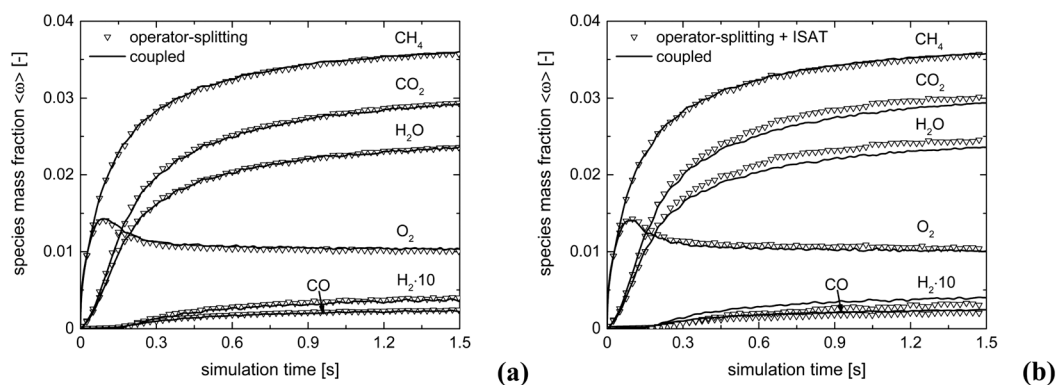 0.04
0.03
0.02
0.01
0
species mass fraction <ω> [-]
operator-splitting
coupled
CH₄
CO₂
H₂O
O₂
CO
H₂·10
0 0.3 0.6 0.9 1.2 1.5
simulation time [s]
(a)
0.04
0.03
0.02
0.01
0
species mass fraction <ω> [-]
operator-splitting + ISAT
coupled
CH₄
CO₂
H₂O
O₂
CO
H₂·10
0 0.3 0.6 0.9 1.2 1.5
simulation time [s]
(b)